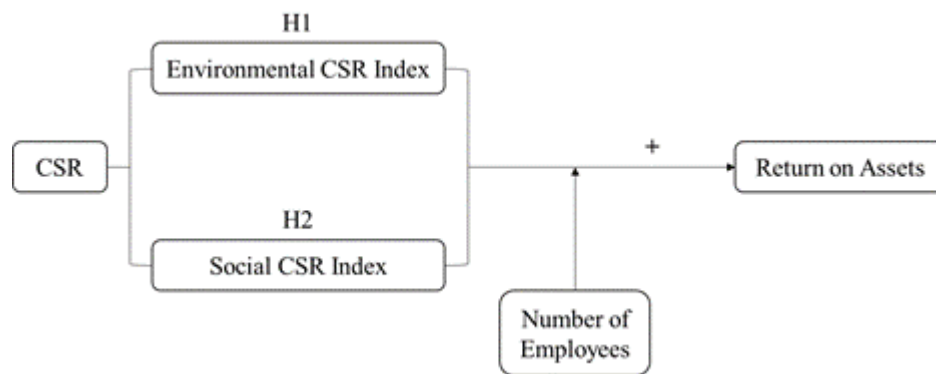 H1
Environmental CSR Index
CSR
+
Return on Assets
H2
Social CSR Index
Number of
Employees